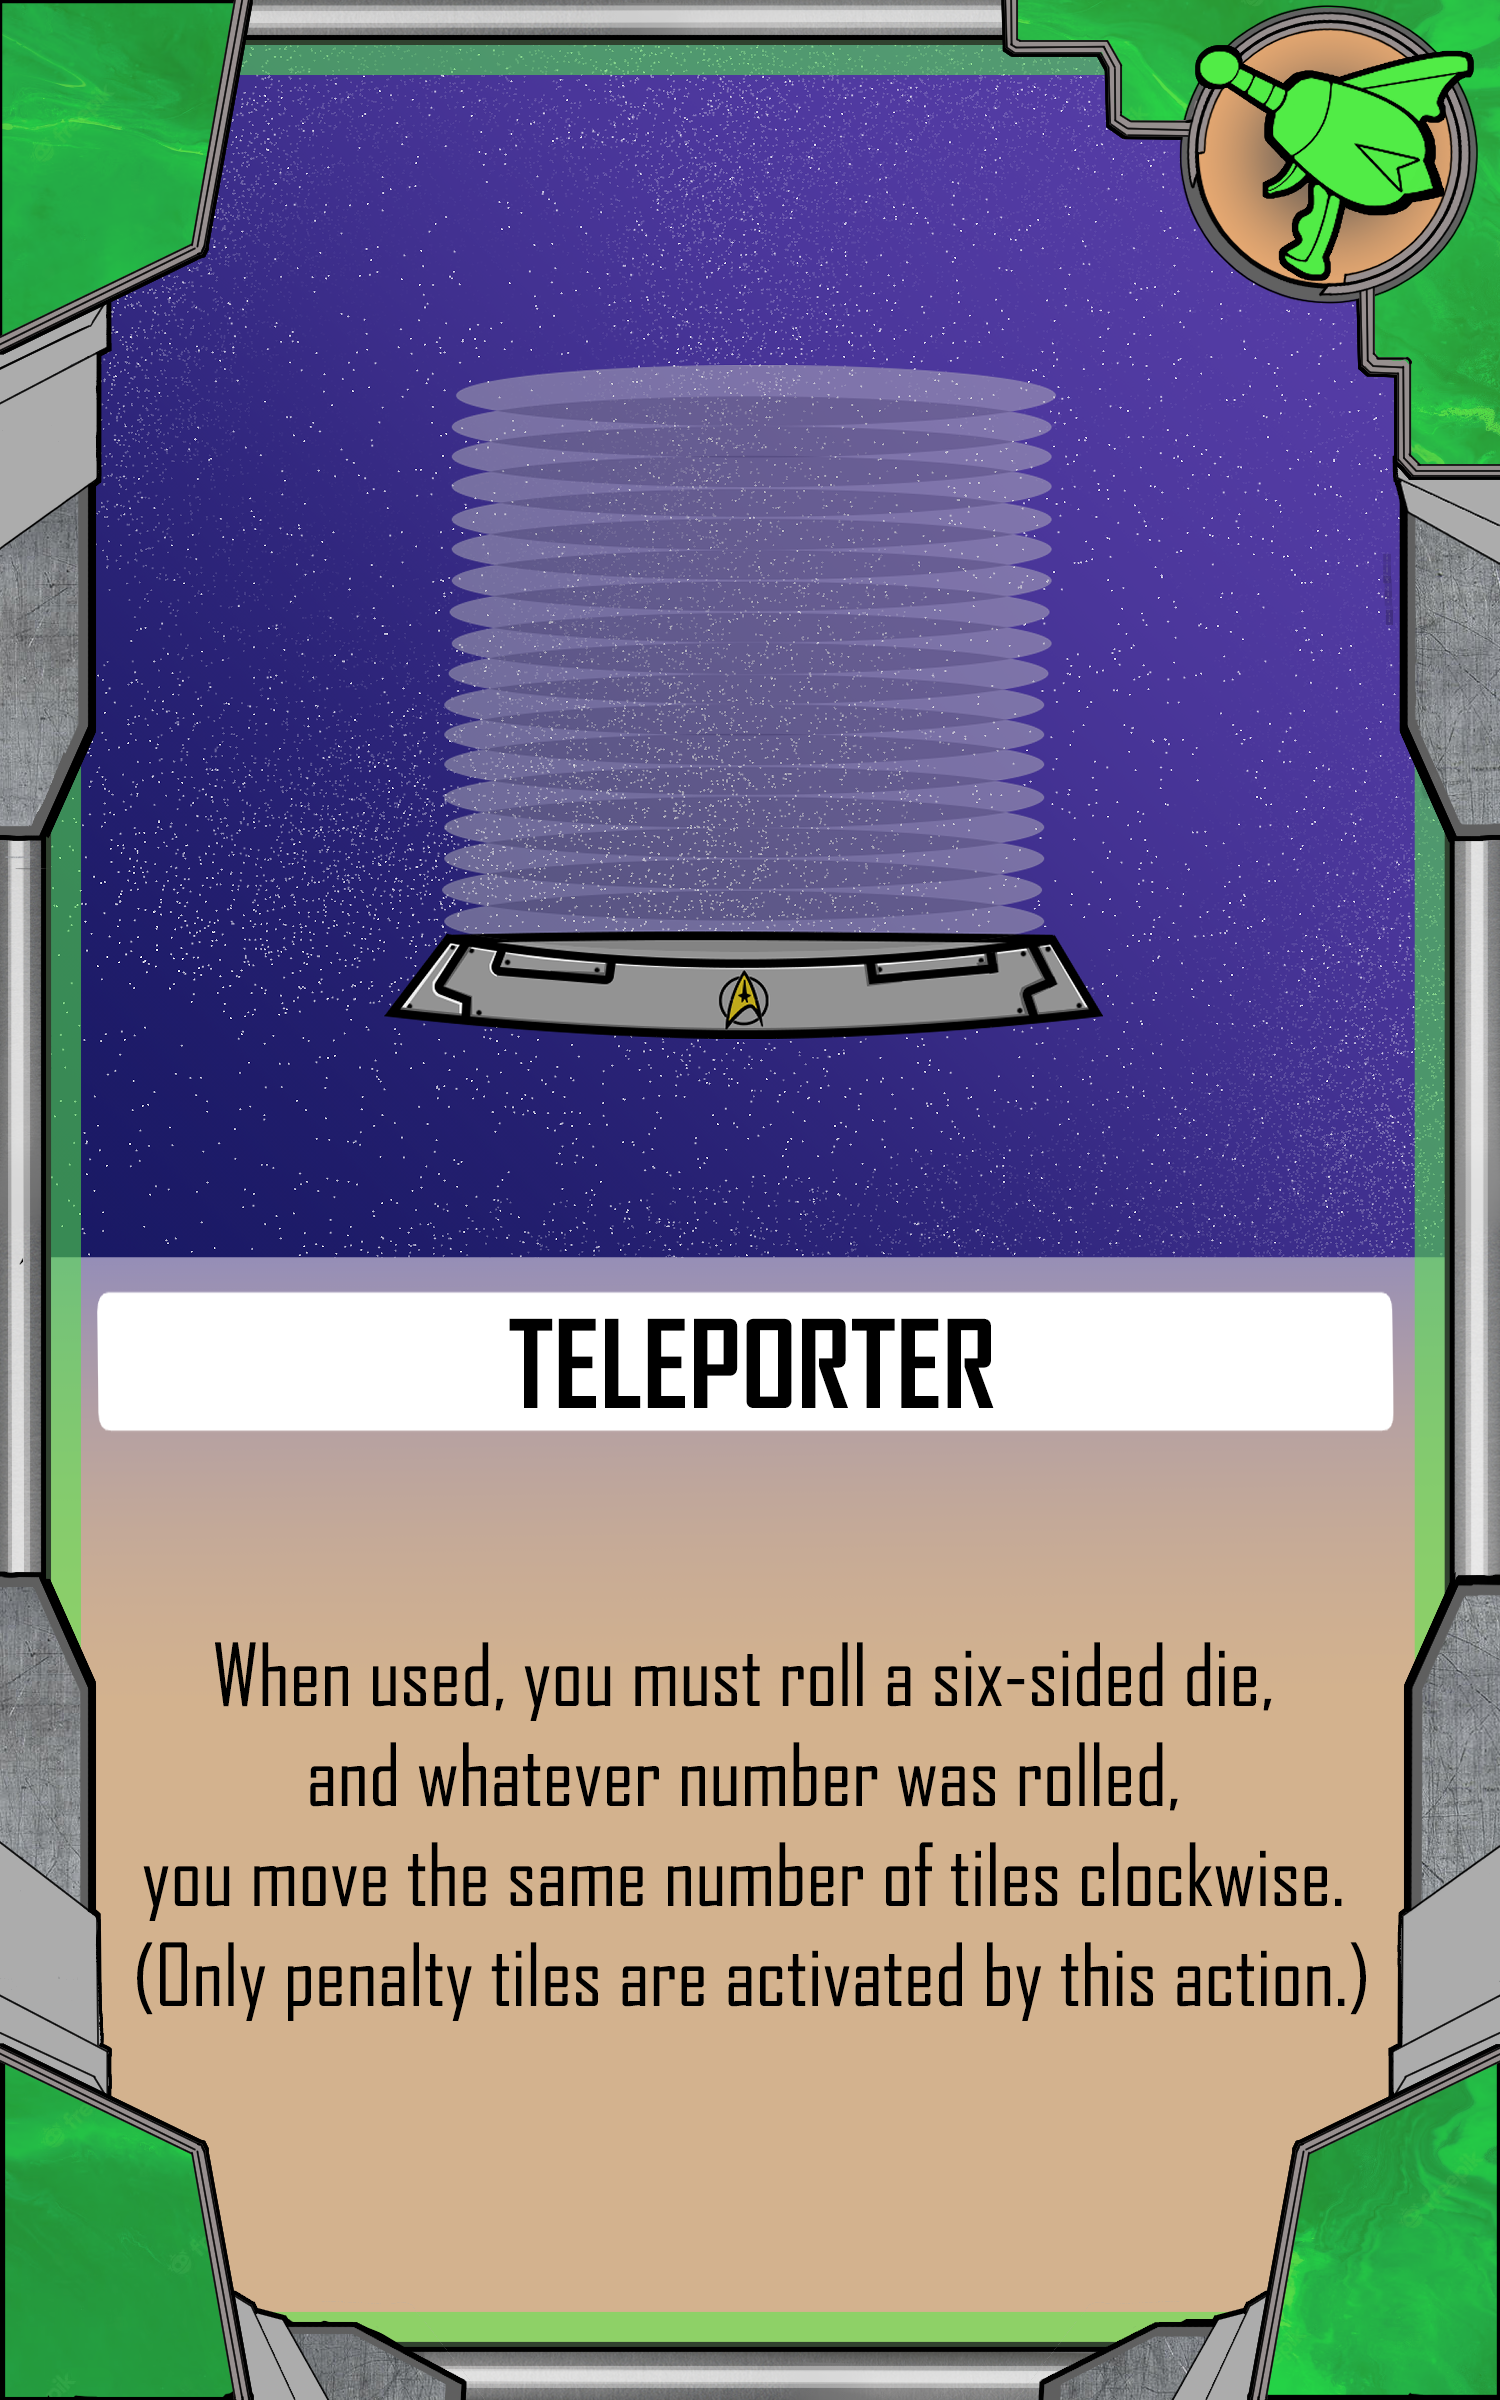 TELEPORTER
When used, you must roll a six-sided die,
and whatever number was rolled,
you move the same number of tiles clockwise.
(Only penalty tiles are activated by this action.)